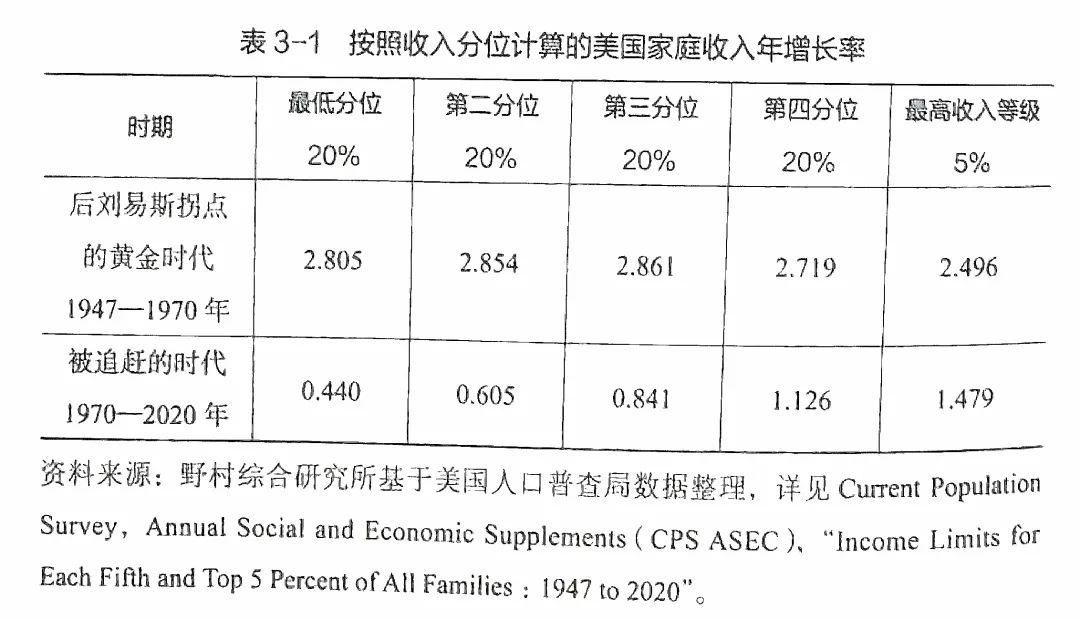 表3-1 按照收入分位计算的美国家庭收入年增长率
时期 最低分位 20% 第二分位 20% 第三分位 20% 第四分位 20% 最高收入等级 5%
后刘易斯拐点
的黄金时代
1947—1970 年 2.805 2.854 2.861 2.719 2.496
被追赶的时代
1970—2020 年 0.440 0.605 0.841 1.126 1.479
资料来源：野村综合研究所基于美国人口普查局数据整理，详见 Current Population
Survey, Annual Social and Economic Supplements（CPS ASEC）、“Income Limits for
Each Fifth and Top 5 Percent of All Families：1947 to 2020”。